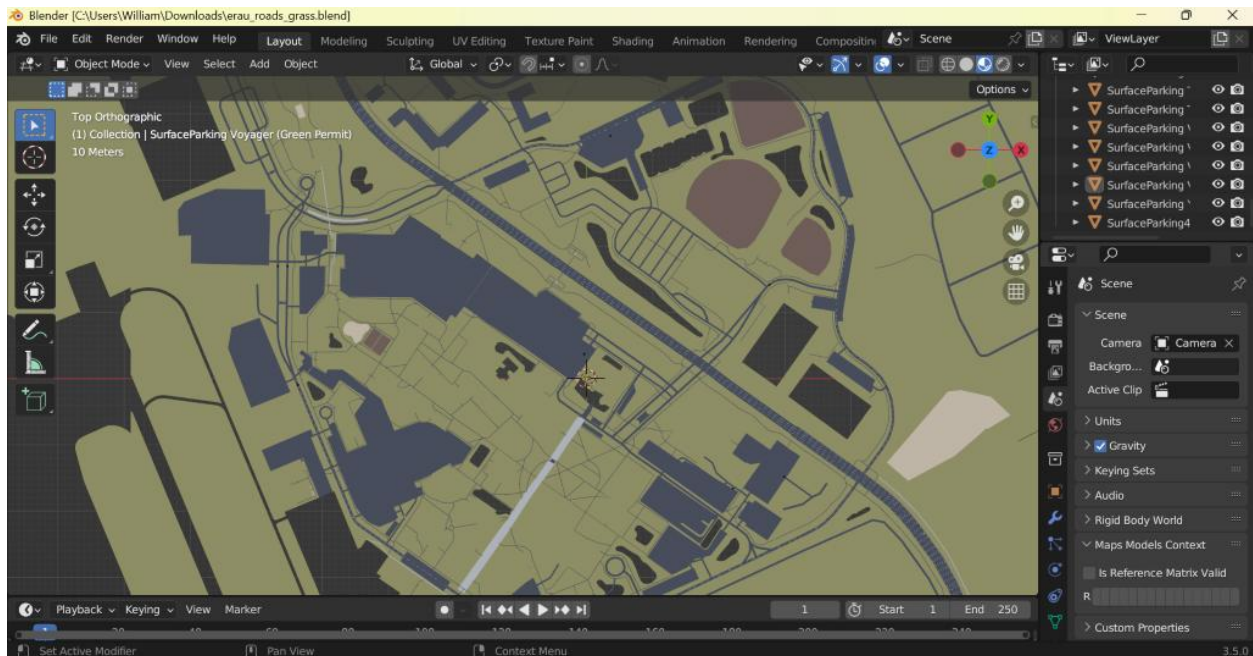 Blender [C:\Users\William\Downloads\erau_roads_grass.blend]
File Edit Render Window Help Layout Modeling Sculpting UV Editing Texture Paint Shading Animation Rendering Compositin Scene ViewLayer
Object Mode View Select Add Object Global
Options
Top Orthographic
(1) Collection | SurfaceParking Voyager (Green Permit)
10 Meters
Y
Z
X
SurfaceParking
SurfaceParking
SurfaceParking
SurfaceParking
SurfaceParking
SurfaceParking
SurfaceParking
SurfaceParking4
Scene
Scene
Camera Camera
Backgro...
Active Clip
Units
Gravity
Keying Sets
Audio
Rigid Body World
Maps Models Context
Is Reference Matrix Valid
R
Custom Properties
Playback Keying View Marker 1 Start 1 End 250
Set Active Modifier Pan View Context Menu 3.5.0